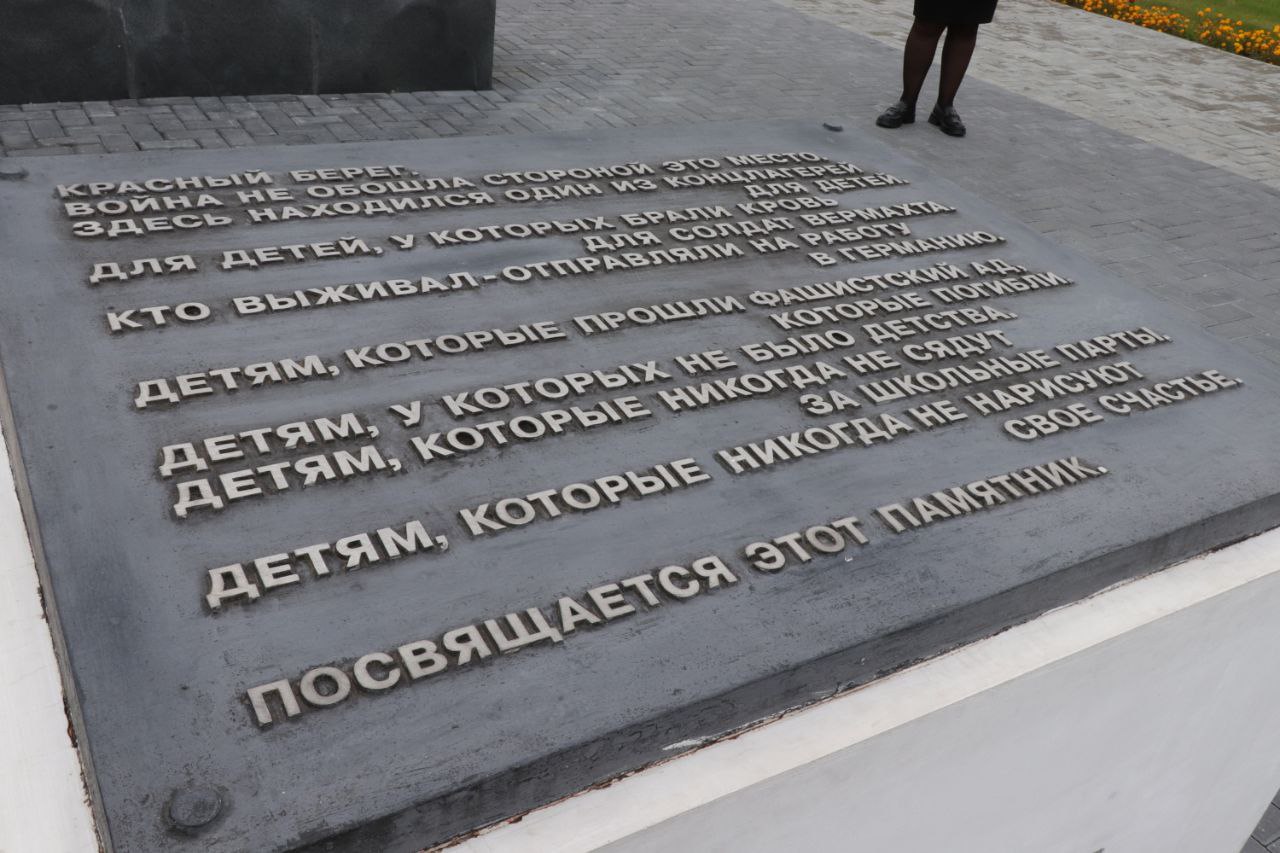 КРАСНЫЙ БЕРЕГ.
ВОЙНА НЕ ОБОШЛА СТОРОНОЙ ЭТО МЕСТО.
ЗДЕСЬ НАХОДИЛСЯ ОДИН ИЗ КОНЦЛАГЕРЕЙ
ДЛЯ ДЕТЕЙ
ДЛЯ ДЕТЕЙ, У КОТОРЫХ БРАЛИ КРОВЬ
ДЛЯ СОЛДАТ ВЕРМАХТА.
КТО ВЫЖИВАЛ-ОТПРАВЛЯЛИ НА РАБОТУ
В ГЕРМАНИЮ.
ДЕТЯМ, КОТОРЫЕ ПРОШЛИ ФАШИСТСКИЙ АД,
КОТОРЫЕ ПОГИБЛИ.
ДЕТЯМ, У КОТОРЫХ НЕ БЫЛО ДЕТСТВА.
ДЕТЯМ, КОТОРЫЕ НИКОГДА НЕ СЯДУТ
ЗА ШКОЛЬНЫЕ ПАРТЫ.
ДЕТЯМ, КОТОРЫЕ НИКОГДА НЕ НАРИСУЮТ
СВОЕ СЧАСТЬЕ.
ПОСВЯЩАЕТСЯ ЭТОТ ПАМЯТНИК.